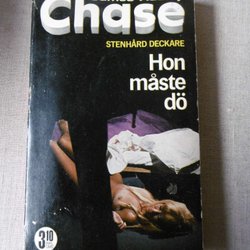 Chase
STENHÅRD DECKARE
Hon
måste
dö
3:10